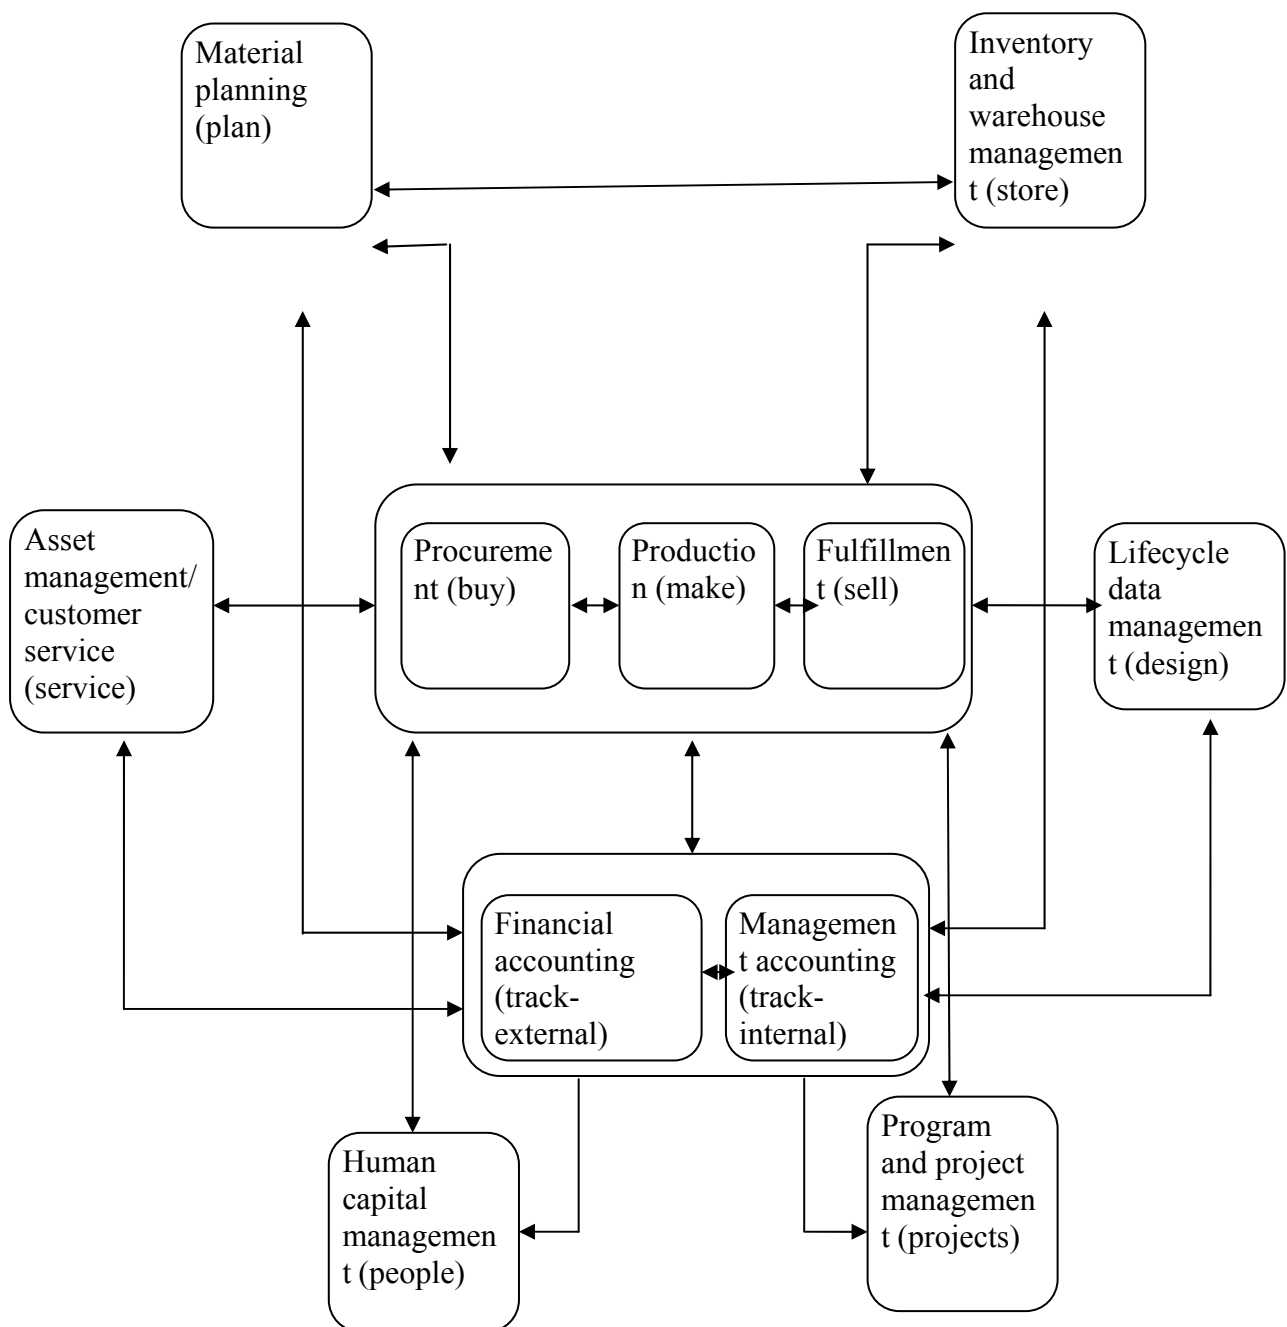 Material
planning
(plan)
Inventory
and
warehouse
managemen
t (store)
Asset
management/
customer
service
(service)
Procureme
nt (buy)
Productio
n (make)
Fulfillmen
t (sell)
Lifecycle
data
managemen
t (design)
Financial
accounting
(track-
external)
Managemen
t accounting
(track-
internal)
Human
capital
managemen
t (people)
Program
and project
managemen
t (projects)